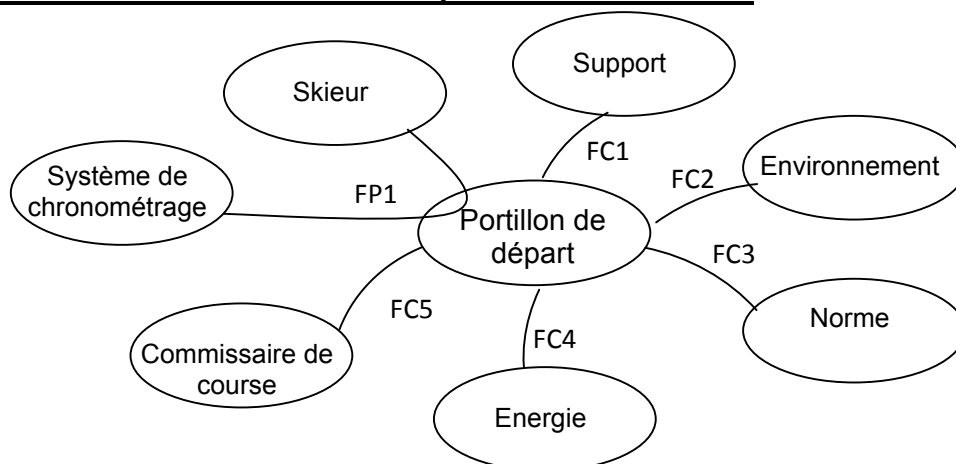 Support
Skieur
FC1
Environnement
FC2
Système de
chronométrage
FP1
Portillon de
départ
FC3
FC5
Norme
FC4
Commissaire de
course
Energie